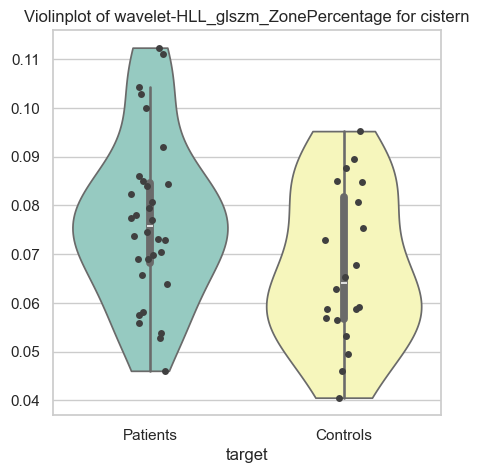 Violinplot of wavelet-HLL_glszm_ZonePercentage for cistern
0.11
0.10
0.09
0.08
0.07
0.06
0.05
0.04
Patients Controls
target